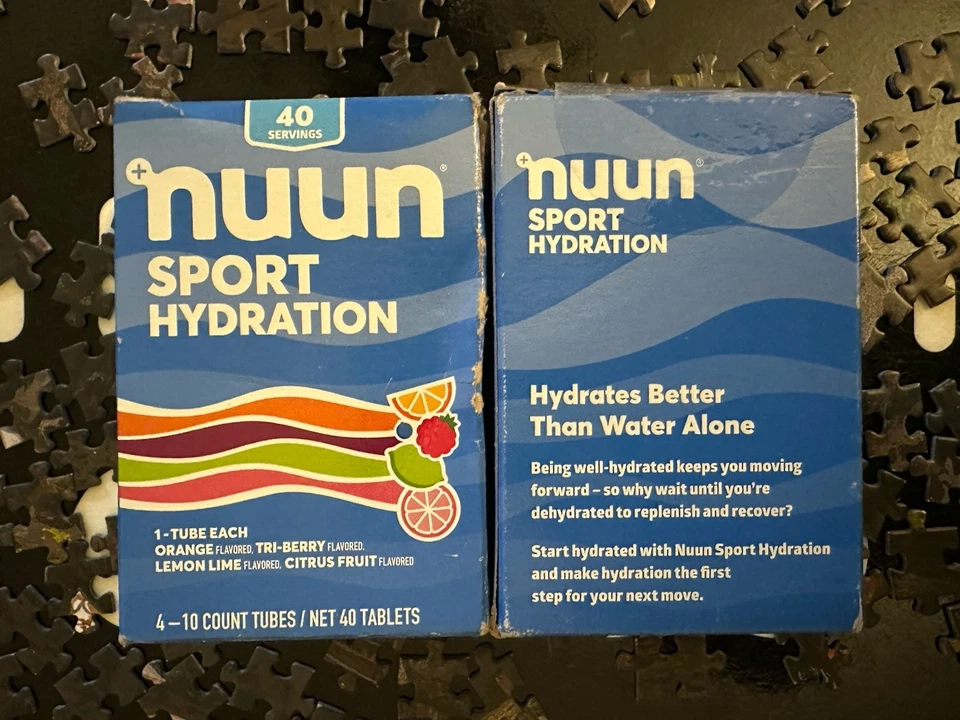 40
SERVINGS
nuun®
SPORT
HYDRATION
1-TUBE EACH
ORANGE FLAVORED, TRI-BERRY FLAVORED,
LEMON LIME FLAVORED, CITRUS FRUIT FLAVORED
4–10 COUNT TUBES / NET 40 TABLETS
nuun®
SPORT
HYDRATION
Hydrates Better
Than Water Alone
Being well-hydrated keeps you moving
forward – so why wait until you’re
dehydrated to replenish and recover?
Start hydrated with Nuun Sport Hydration
and make hydration the first
step for your next move.